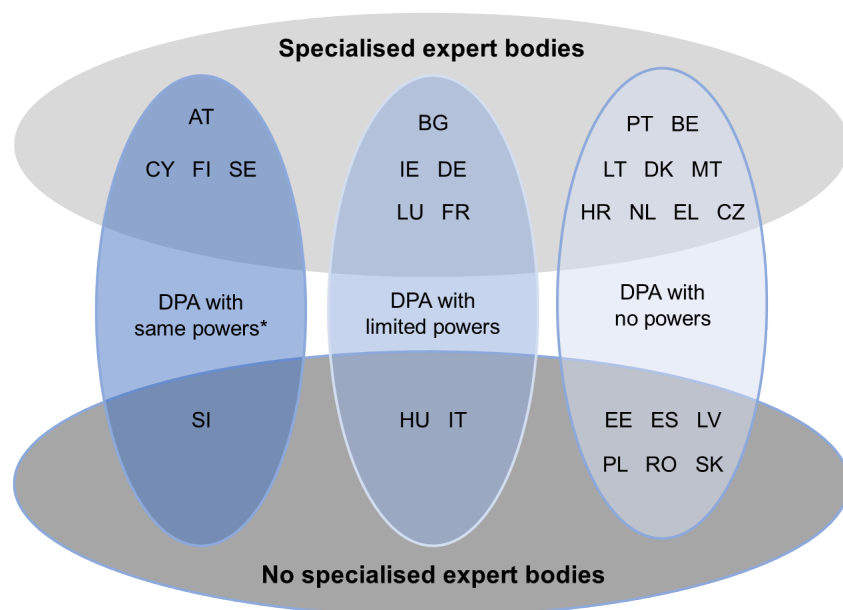 Specialised expert bodies
AT
CY FI SE
BG
IE DE
LU FR
PT BE
LT DK MT
HR NL EL CZ
DPA with
same powers*
DPA with
limited powers
DPA with
no powers
SI
HU IT
EE ES LV
PL RO SK
No specialised expert bodies